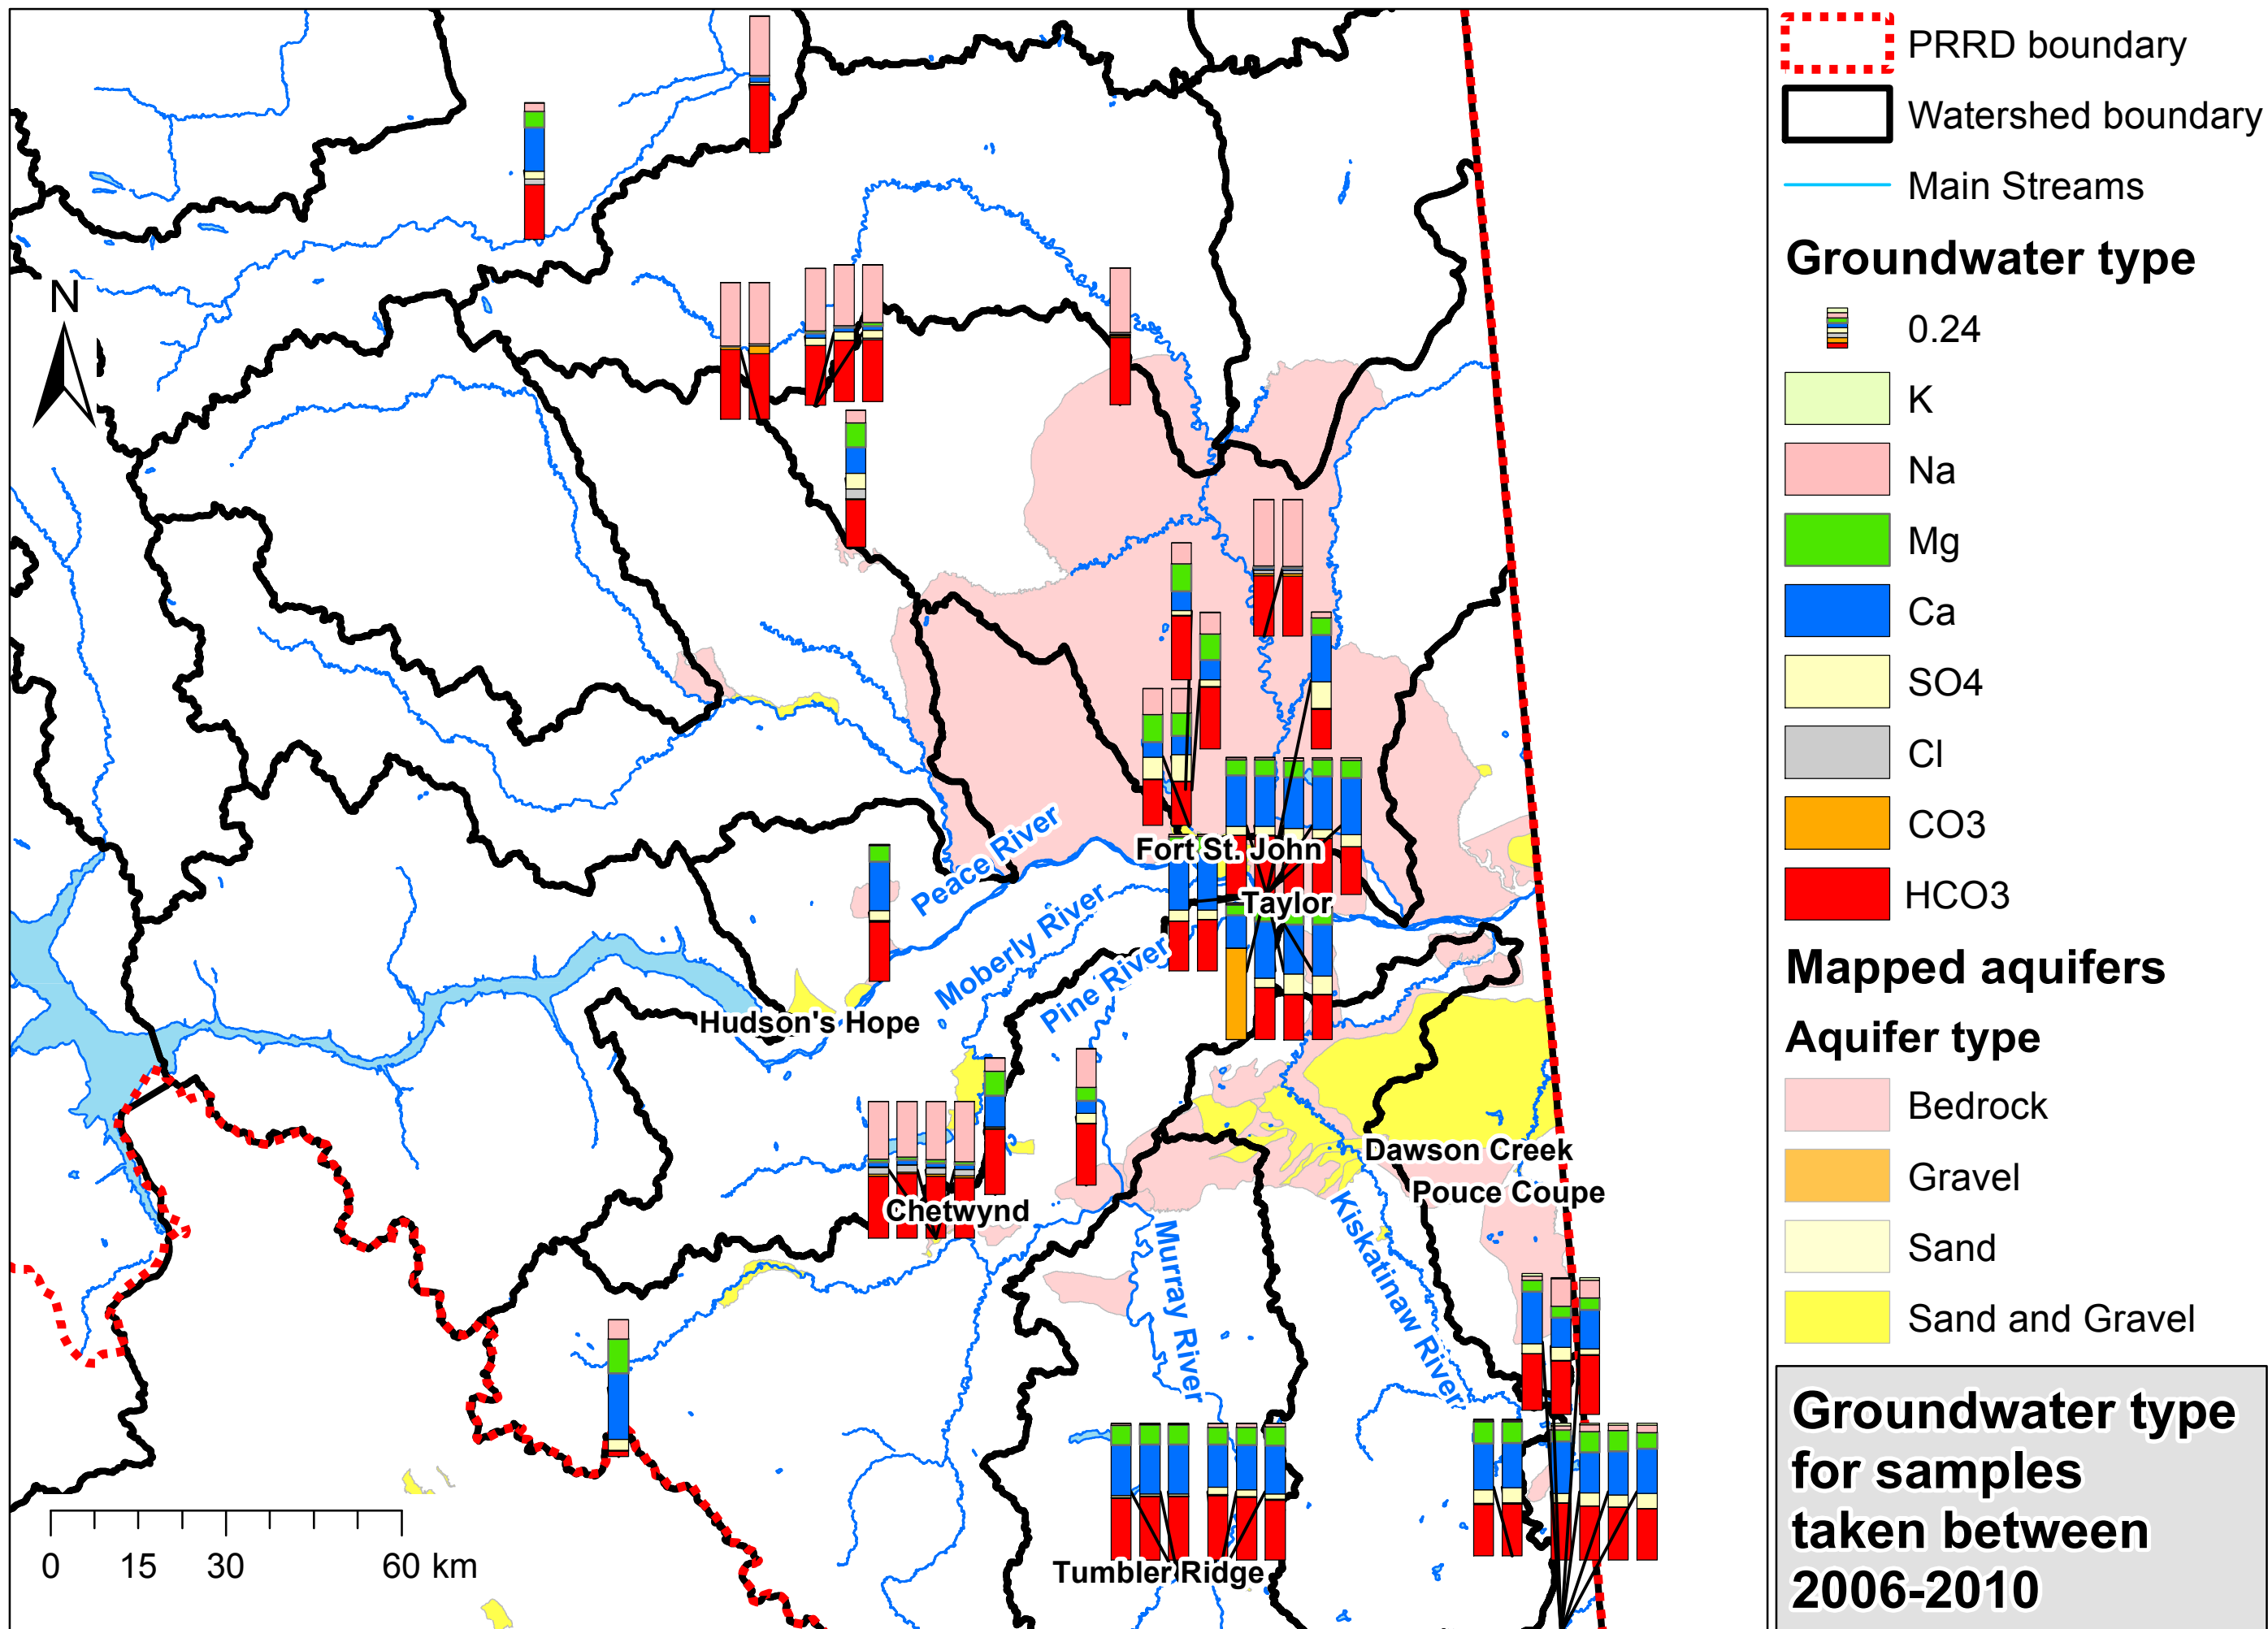 N
Peace River
Fort St. John
Moberly River
Taylor
Pine River
Hudson's Hope
Dawson Creek
Pouce Coupe
Chetwynd
Murray River
Kiskatinaw River
Tumbler Ridge
0 15 30 60 km
PRRD boundary
Watershed boundary
Main Streams
Groundwater type
0.24
K
Na
Mg
Ca
SO4
Cl
CO3
HCO3
Mapped aquifers
Aquifer type
Bedrock
Gravel
Sand
Sand and Gravel
Groundwater type
for samples
taken between
2006-2010